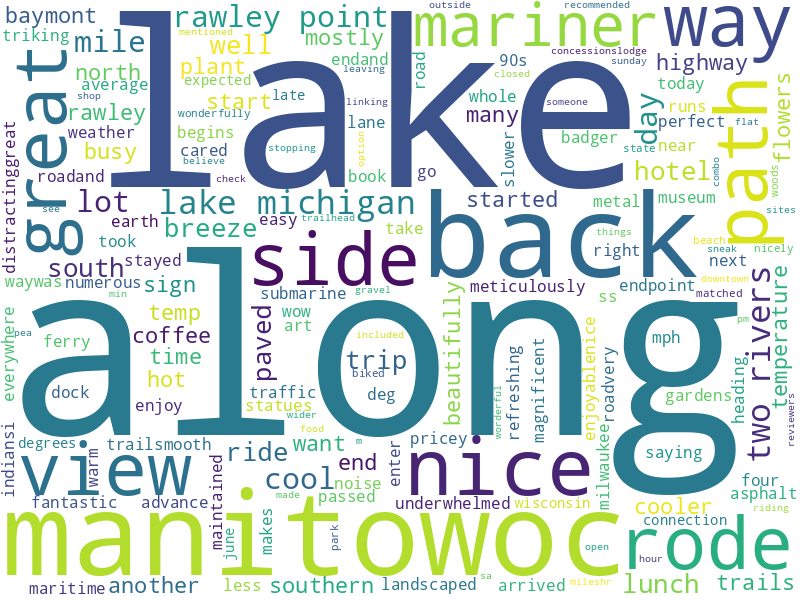 outside
recommended
baymont
rawley point
mariner
way
triking
mentioned
mile
well
mostly
endand
road
90s
concessionslodge
highway
sunday
great
north
plant
leaving
closed
average
expected
lake
whole
today
shop
start
late
linking
someone
runs
day
rawley
wonderfully
lane
many
perfect
flat
path
flowers
weather
begins
stopping
badger
state
busy
cared
option
near
combo
roadand
believe
check
book
go
slower
hotel
woods
distractinggreat
see
lot
lake michigan
started
metal
museum
sites
earth
breeze
easy
trailhead
take
back
things
beach
sneak
nicely
took
side
right
next
downtown
south
stayed
meticulously
endpoint
matched
waywas
numerous
sign
submarine
ss
two rivers
temperature
min
along
gravel
wow
art
temp
coffee
paved
beautifully
included
pm
everywhere
pea
ferry
time
trip
mph
biked
refreshing
magnificent
enjoyablenice
roadvery
heading
reviewers
dock
hot
traffic
deg
gardens
enjoy
statues
wider
food
worderful
indiansi
degrees
trailsmooth
want
pricey
saying
milwaukee
view
warm
ride
end
enter
nice
four
cool
noise
asphalt
fantastic
advance
maintained
made
passed
underwhelmed
wisconsin
cooler
connection
riding
manitowoc
june
makes
m
park
open
rode
hour
maritime
another
less
southern
landscaped
sa
arrived
mileshr
lunch
trails